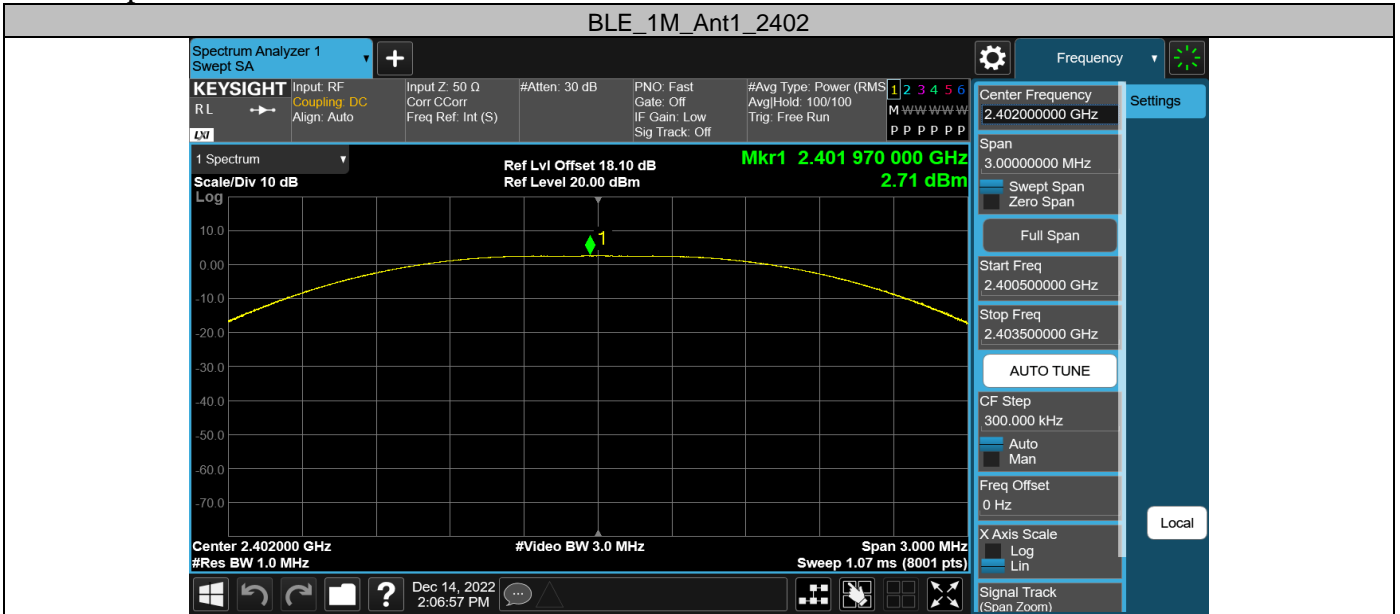 BLE_1M_Ant1_2402
Spectrum Analyzer 1
Swept SA
Frequency
KEYSIGHT
RL
LXI
Input: RF
Coupling: DC
Align: Auto
Input Z: 50 Ω
Corr CCorr
Freq Ref: Int (S)
#Atten: 30 dB
PNO: Fast
Gate: Off
IF Gain: Low
Sig Track: Off
#Avg Type: Power (RMS
Avg|Hold: 100/100
Trig: Free Run
1 2 3 4 5 6
M W W W W W
P P P P P P
1 Spectrum
Scale/Div 10 dB
Ref Lvl Offset 18.10 dB
Ref Level 20.00 dBm
Mkr1 2.401 970 000 GHz
2.71 dBm
Log
10.0
0.00
-10.0
-20.0
-30.0
-40.0
-50.0
-60.0
-70.0
1
Center 2.402000 GHz
#Res BW 1.0 MHz
#Video BW 3.0 MHz
Span 3.000 MHz
Sweep 1.07 ms (8001 pts)
Center Frequency
2.402000000 GHz
Settings
Span
3.00000000 MHz
Swept Span
Zero Span
Full Span
Start Freq
2.400500000 GHz
Stop Freq
2.403500000 GHz
AUTO TUNE
CF Step
300.000 kHz
Auto
Man
Freq Offset
0 Hz
X Axis Scale
Log
Lin
Local
Signal Track
(Span Zoom)
?
Dec 14, 2022
2:06:57 PM